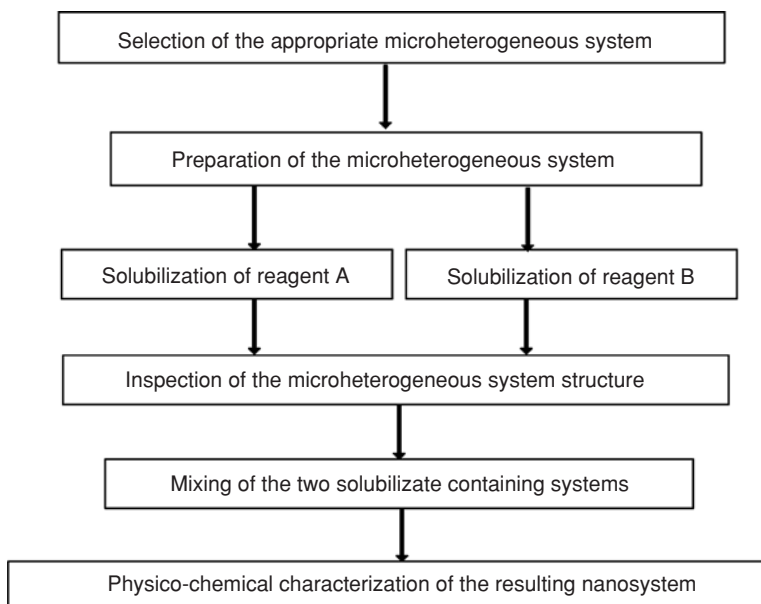 Selection of the appropriate microheterogeneous system
Preparation of the microheterogeneous system
Solubilization of reagent A
Solubilization of reagent B
Inspection of the microheterogeneous system structure
Mixing of the two solubilizate containing systems
Physico-chemical characterization of the resulting nanosystem